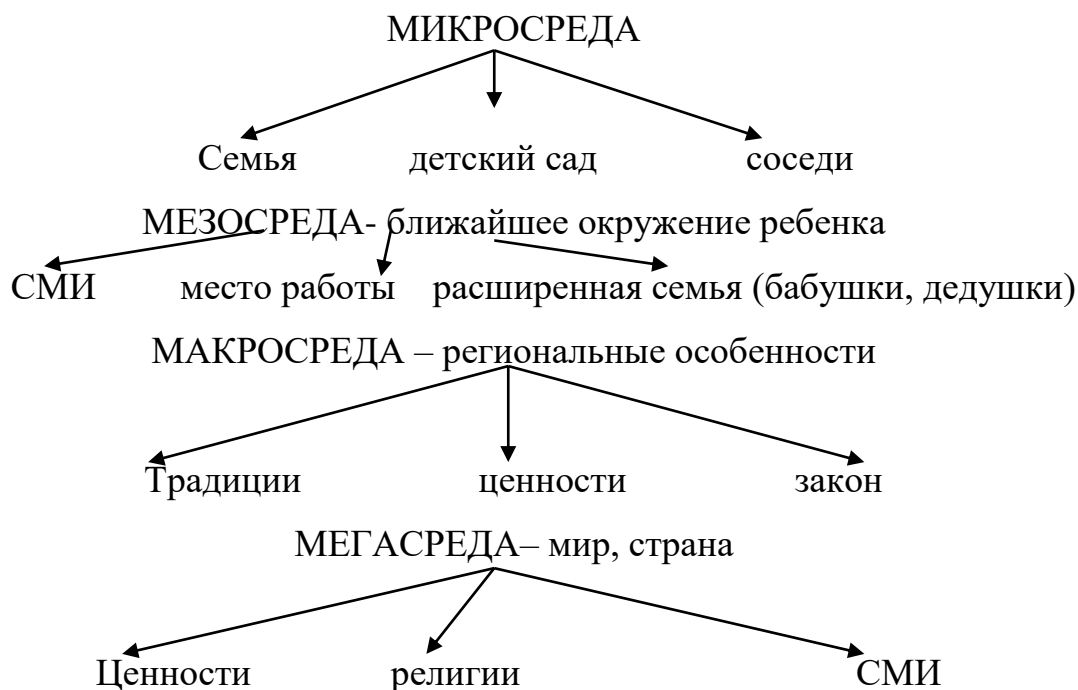 МИКРОСРЕДА
Семья детский сад соседи
МЕЗОСРЕДА- ближайшее окружение ребенка
СМИ место работы расширенная семья (бабушки, дедушки)
МАКРОСРЕДА – региональные особенности
Традиции ценности закон
МЕГАСРЕДА– мир, страна
Ценности религии СМИ